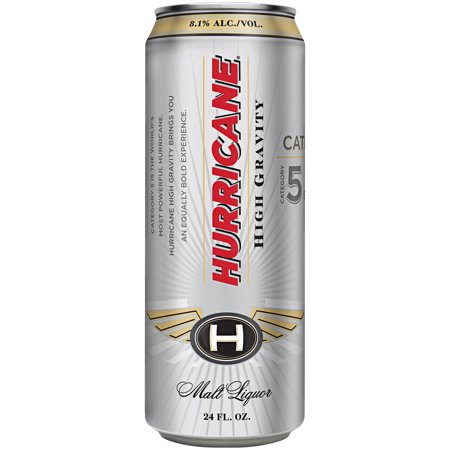 8.1% ALC./VOL.
CATEGORY 5 IS THE WORLD'S
MOST POWERFUL HURRICANE.
HURRICANE HIGH GRAVITY BRINGS YOU
AN EQUALLY BOLD EXPERIENCE.
HURRICANE®
HIGH GRAVITY
CAT
CATEGORY
5
H
Malt Liquor
24 FL. OZ.